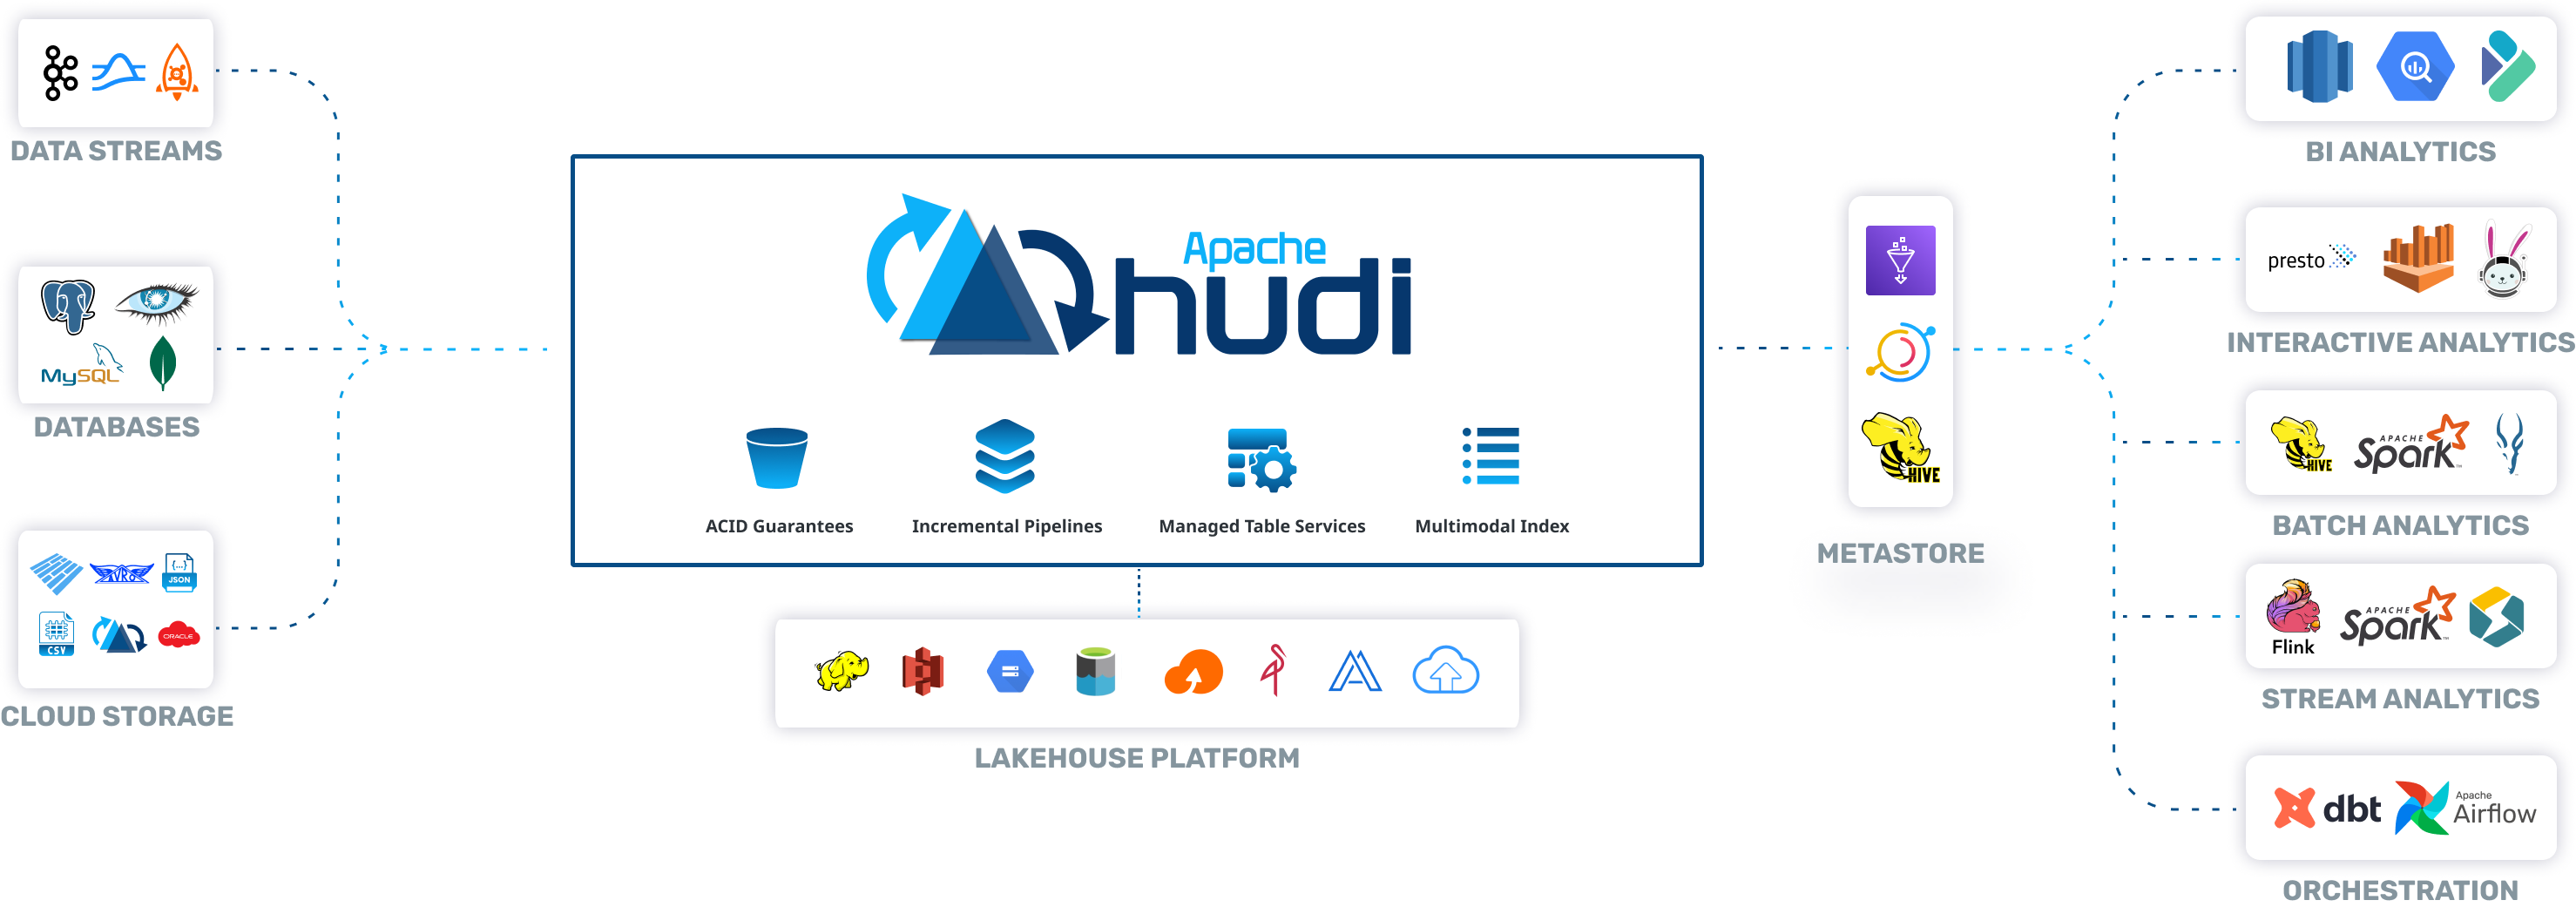 DATA STREAMS
MySQL
DATABASES
AVRO
{...}
JSON
CSV
ORACLE
CLOUD STORAGE
Apache
hudi
ACID Guarantees
Incremental Pipelines
Managed Table Services
Multimodal Index
LAKEHOUSE PLATFORM
HIVE
METASTORE
BI ANALYTICS
presto
INTERACTIVE ANALYTICS
HIVE
APACHE
Spark™
BATCH ANALYTICS
Flink
APACHE
Spark™
STREAM ANALYTICS
dbt
Apache
Airflow
ORCHESTRATION